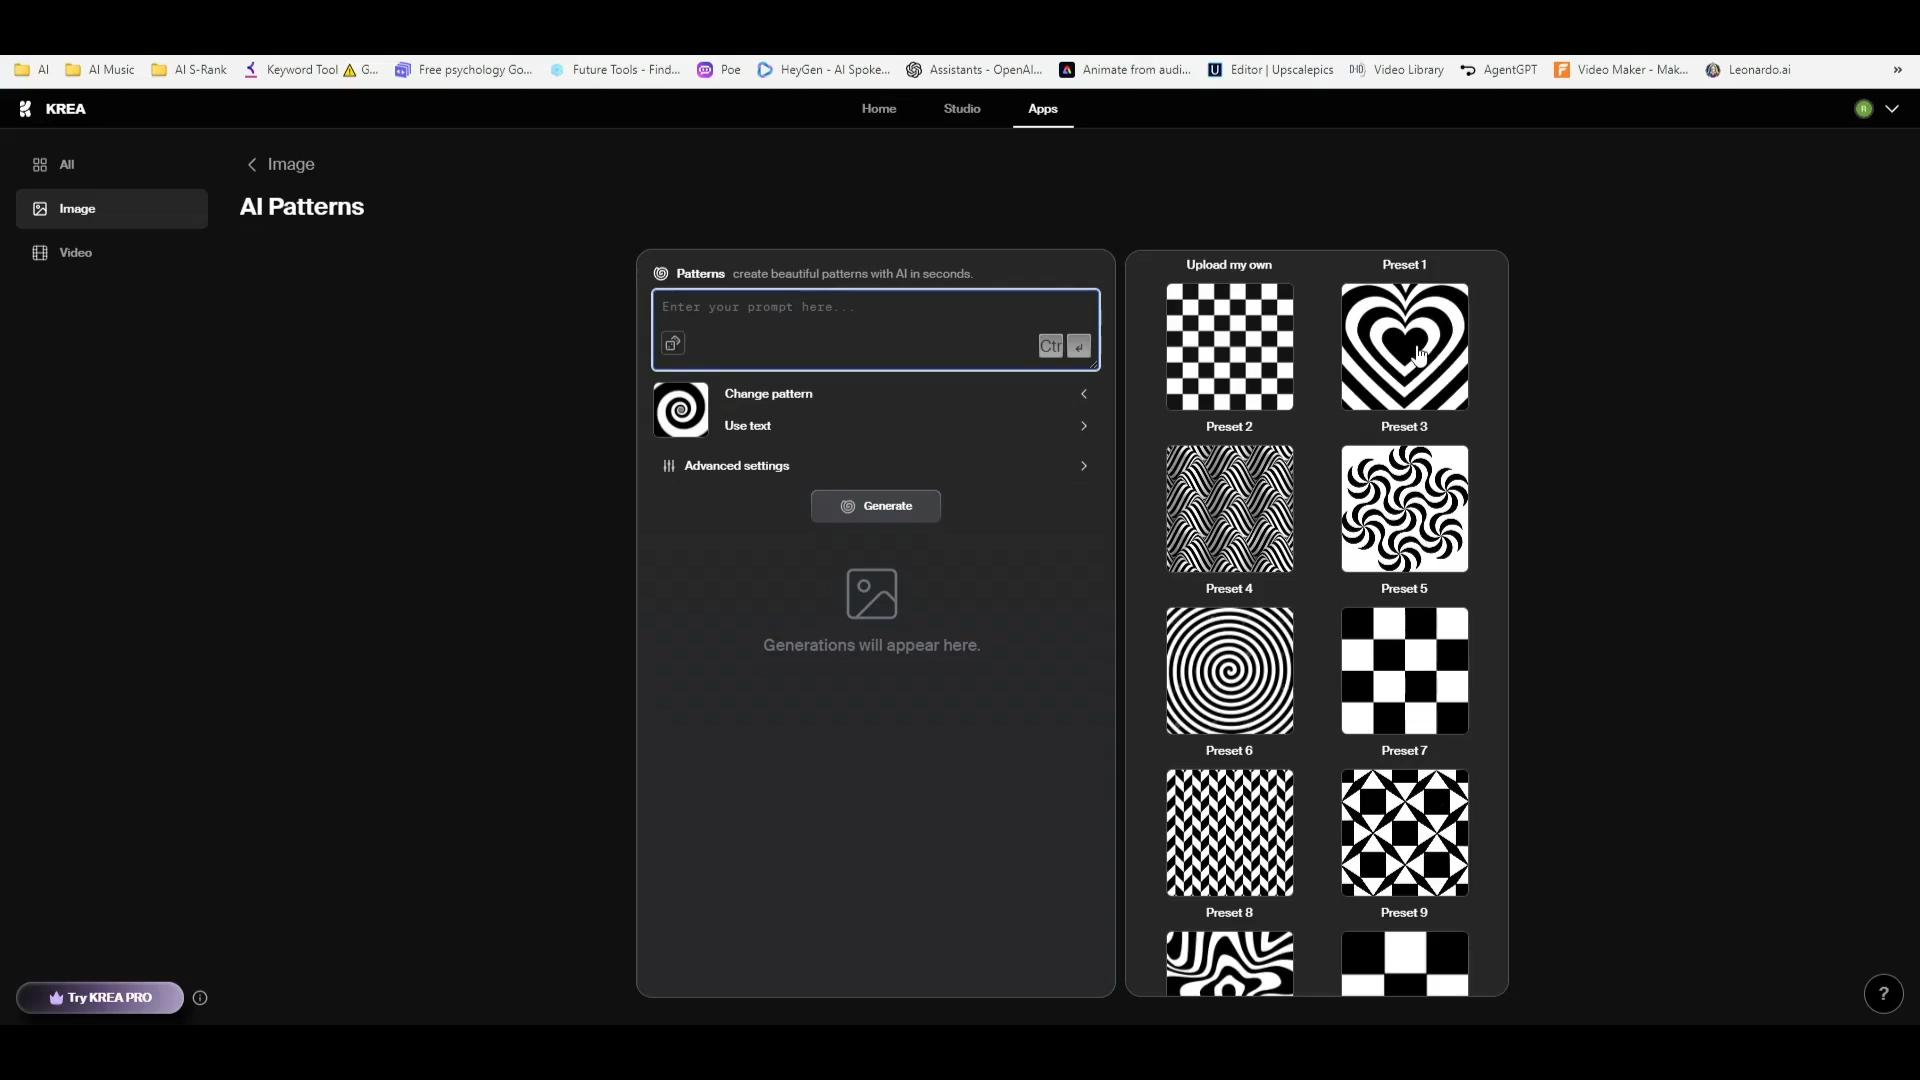 AI
AI Music
AI S-Rank
Keyword Tool
G...
Free psychology Go...
Future Tools - Find...
Poe
HeyGen - AI Spoke...
Assistants - OpenAI...
Animate from audi...
Editor | Upscalepics
Video Library
AgentGPT
Video Maker - Mak...
Leonardo.ai
»
KREA
Home
Studio
Apps
R
All
Image
Video
Image
AI Patterns
Patterns create beautiful patterns with AI in seconds.
Enter your prompt here...
Ctr
Change pattern
Use text
Advanced settings
Generate
Generations will appear here.
Upload my own
Preset 1
Preset 2
Preset 3
Preset 4
Preset 5
Preset 6
Preset 7
Preset 8
Preset 9
Try KREA PRO
?